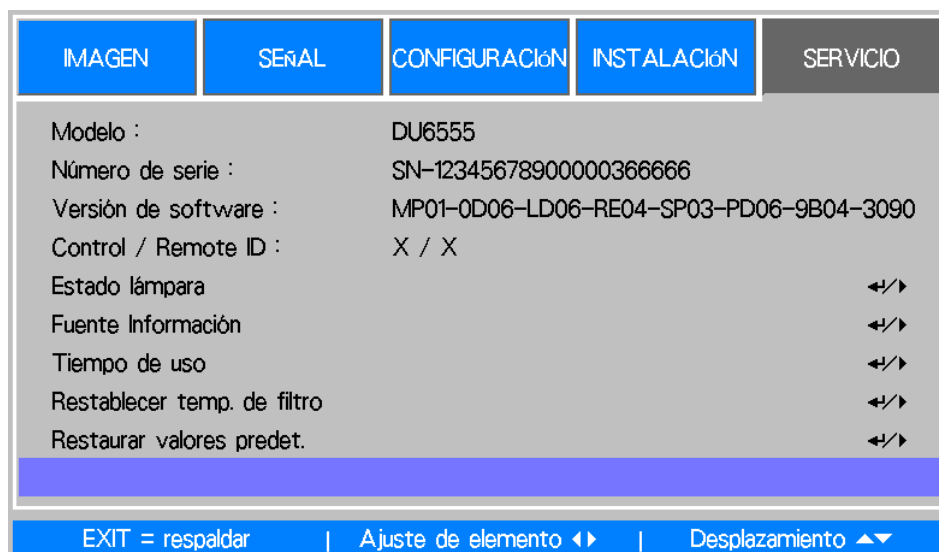 IMAGEN SEñAL CONFIGURACIóN INSTALACIóN SERVICIO
Modelo : DU6555
Número de serie : SN-12345678900000366666
Versión de software : MP01-0D06-LD06-RE04-SP03-PD06-9B04-3090
Control / Remote ID : X / X
Estado lámpara ↵/▶
Fuente Información ↵/▶
Tiempo de uso ↵/▶
Restablecer temp. de filtro ↵/▶
Restaurar valores predet. ↵/▶
EXIT = respaldar | Ajuste de elemento ◀▶ | Desplazamiento ▲▼